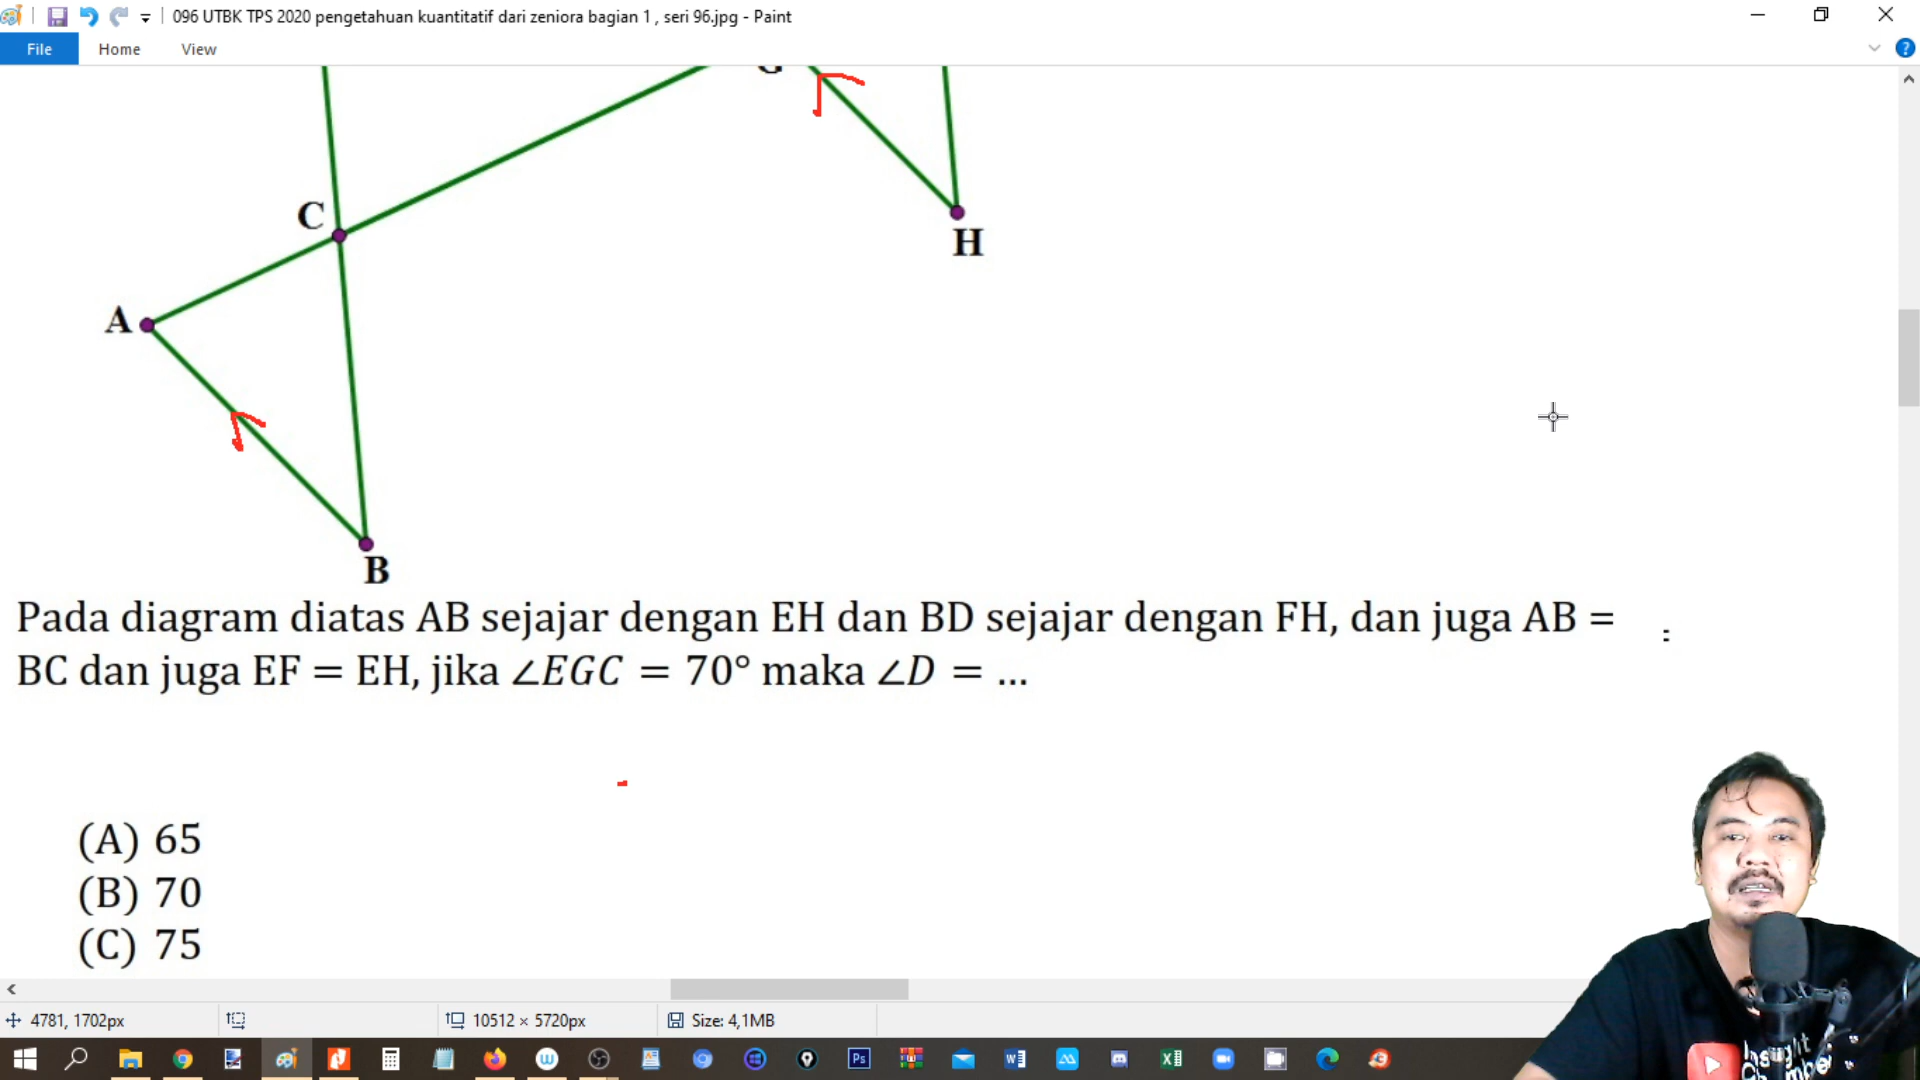 096 UTBK TPS 2020 pengetahuan kuantitatif dari zeniora bagian 1 , seri 96.jpg - Paint
File Home View
G
C
H
A
B
Pada diagram diatas AB sejajar dengan EH dan BD sejajar dengan FH, dan juga AB =
BC dan juga EF = EH, jika ∠EGC = 70° maka ∠D = ...
(A) 65
(B) 70
(C) 75
4781, 1702px 10512 × 5720px Size: 4,1MB